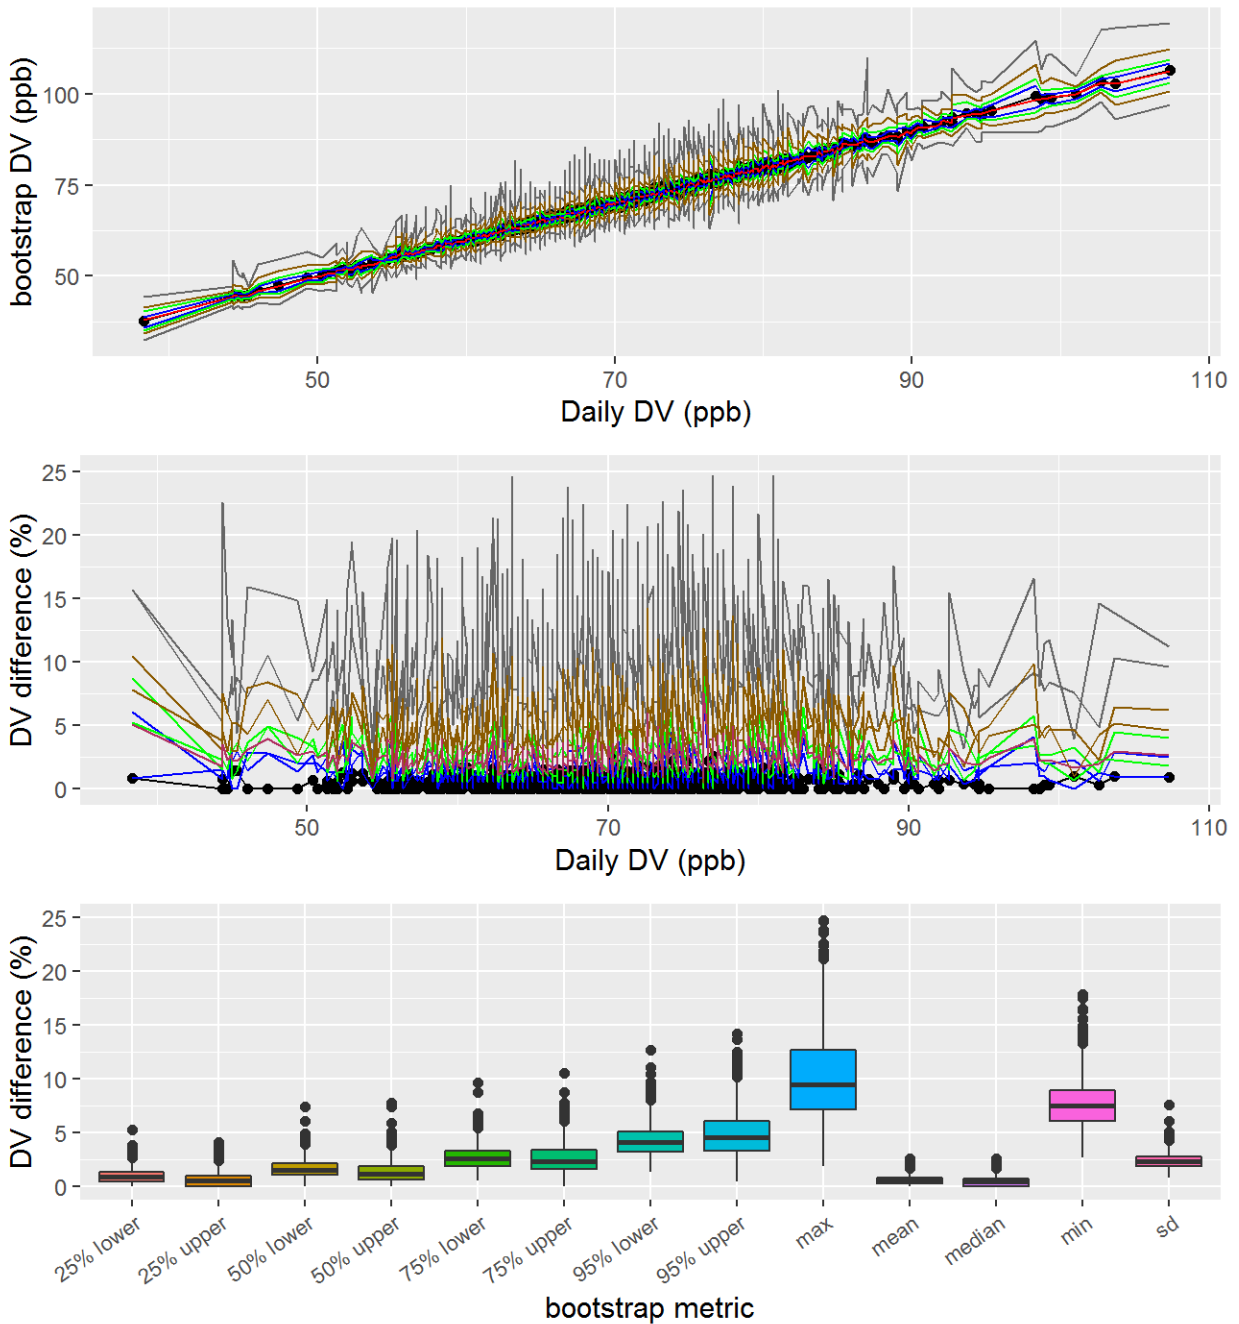 bootstrap DV (ppb)
100
75
50
50
70
90
110
Daily DV (ppb)
DV difference (%)
25
20
15
10
5
0
50
70
90
110
Daily DV (ppb)
DV difference (%)
25
20
15
10
5
0
25% lower
25% upper
50% lower
50% upper
75% lower
75% upper
95% lower
95% upper
max
mean
median
min
sd
bootstrap metric